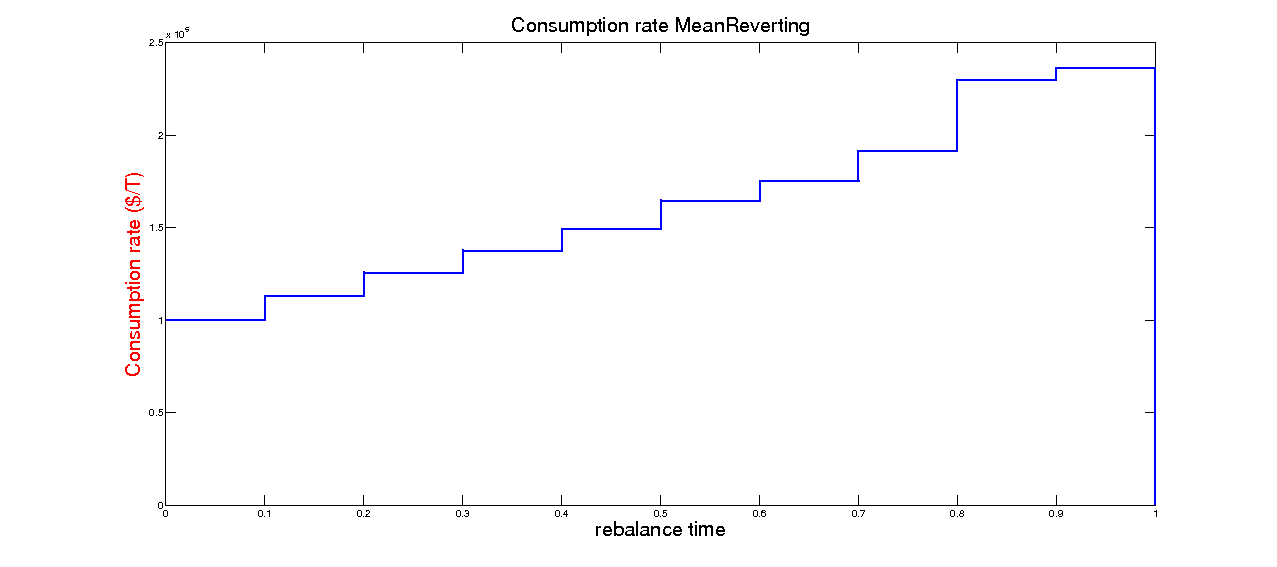 Consumption rate MeanReverting
x 10^5
2.5
2
1.5
1
0.5
0
Consumption rate ($/T)
0 0.1 0.2 0.3 0.4 0.5 0.6 0.7 0.8 0.9 1
rebalance time